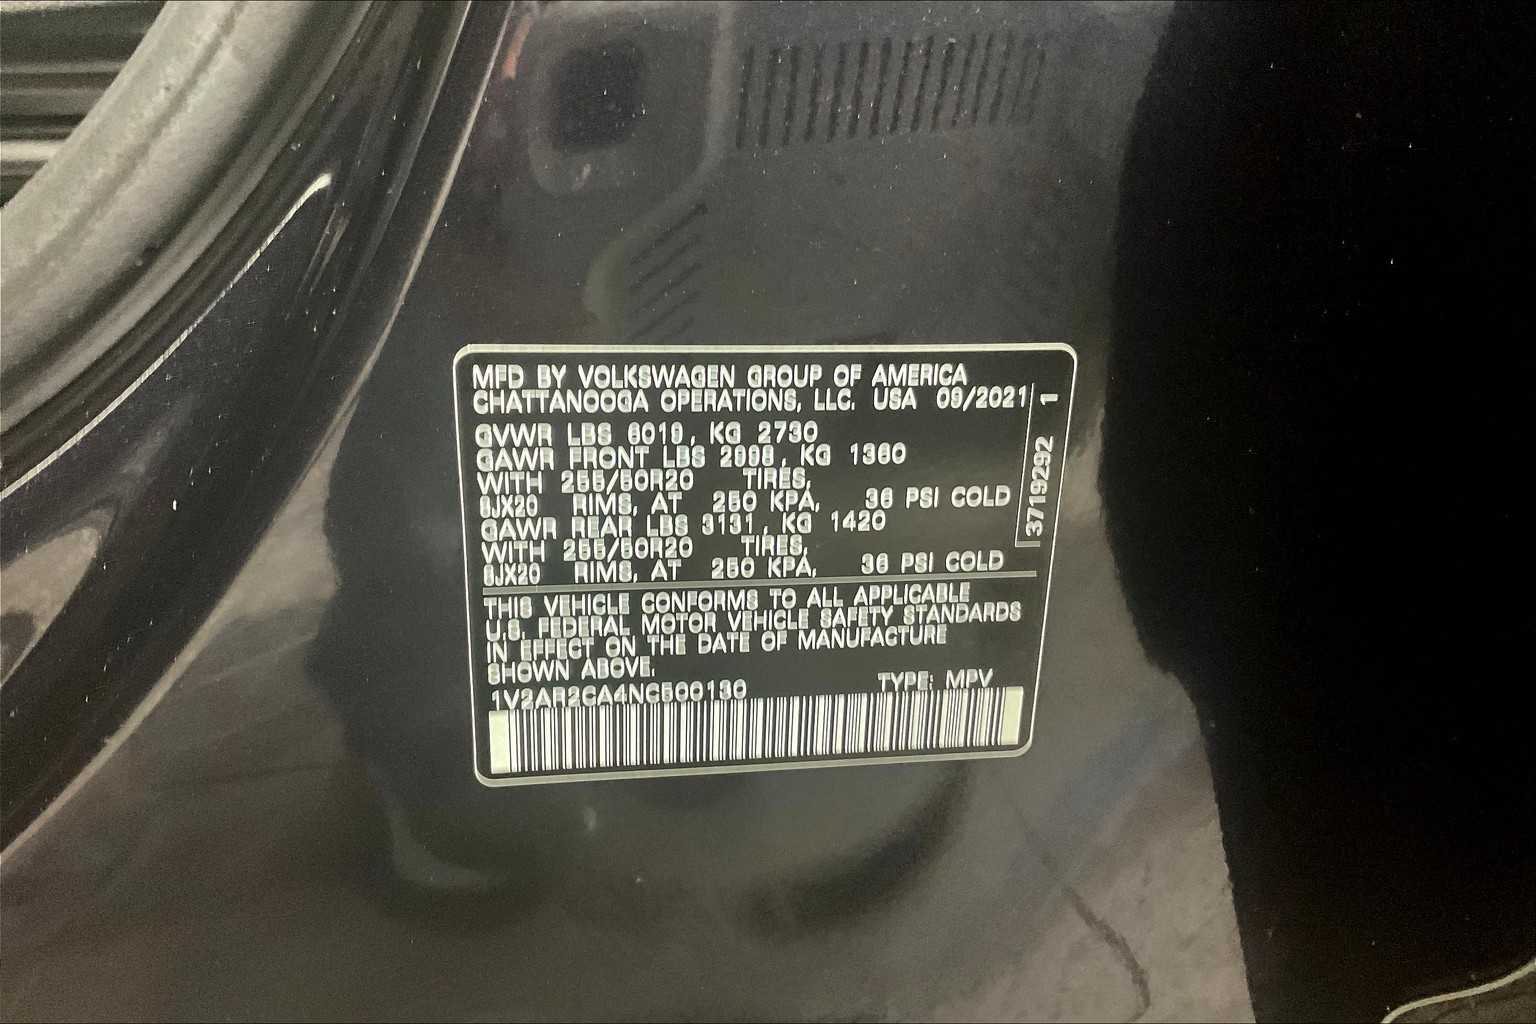 MFD BY VOLKSWAGEN GROUP OF AMERICA
CHATTANOOGA OPERATIONS, LLC. USA 09/2021
GVWR LBS 6019, KG 2730
GAWR FRONT LBS 2998, KG 1360
WITH 255/50R20 TIRES,
8JX20 RIMS, AT 250 KPA, 36 PSI COLD
GAWR REAR LBS 3131, KG 1420
WITH 255/50R20 TIRES,
8JX20 RIMS, AT 250 KPA, 36 PSI COLD
THIS VEHICLE CONFORMS TO ALL APPLICABLE
U.S. FEDERAL MOTOR VEHICLE SAFETY STANDARDS
IN EFFECT ON THE DATE OF MANUFACTURE
SHOWN ABOVE.
1V2AR2CA4NC500130 TYPE: MPV
3719292 1